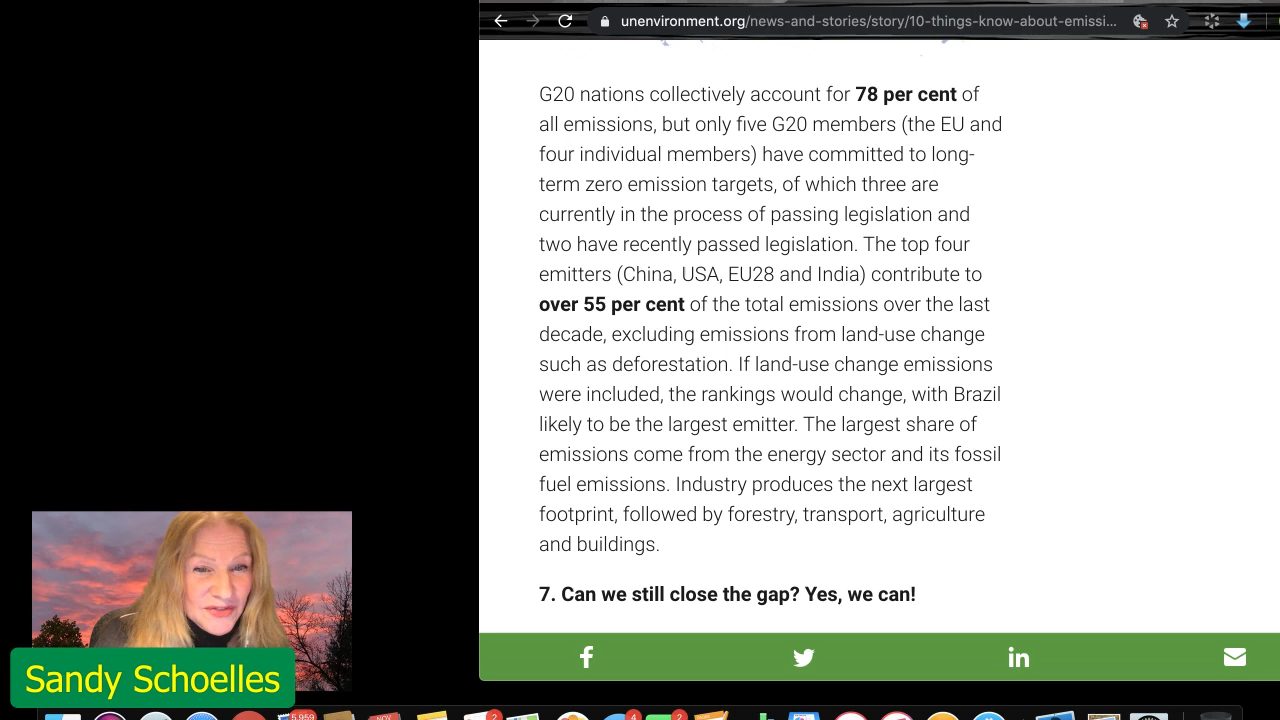 unenvironment.org/news-and-stories/story/10-things-know-about-emissi...
G20 nations collectively account for 78 per cent of
all emissions, but only five G20 members (the EU and
four individual members) have committed to long-
term zero emission targets, of which three are
currently in the process of passing legislation and
two have recently passed legislation. The top four
emitters (China, USA, EU28 and India) contribute to
over 55 per cent of the total emissions over the last
decade, excluding emissions from land-use change
such as deforestation. If land-use change emissions
were included, the rankings would change, with Brazil
likely to be the largest emitter. The largest share of
emissions come from the energy sector and its fossil
fuel emissions. Industry produces the next largest
footprint, followed by forestry, transport, agriculture
and buildings.
7. Can we still close the gap? Yes, we can!
Sandy Schoelles
5,959
NOV
2
4
2